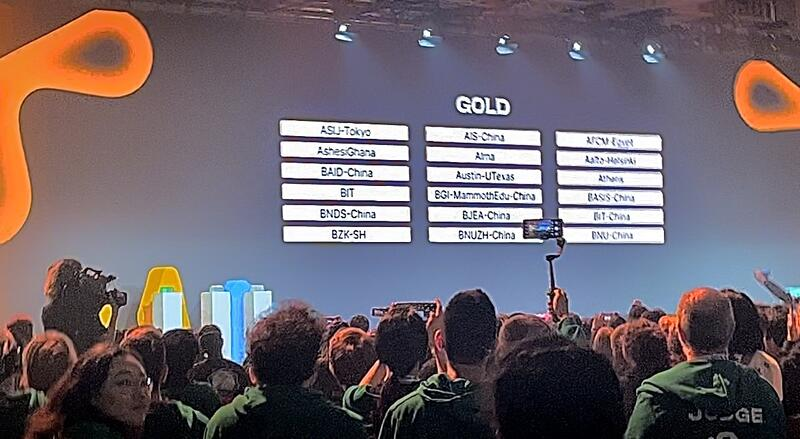 GOLD
ASIJ-Tokyo
AshesiGhana
BAID-China
BIT
BNDS-China
BZK-SH
AIS-China
Alma
Austin-UTexas
BGI-MammothEdu-China
BJEA-China
BNUZH-China
AFCM-Egypt
Aalto-Helsinki
Athens
BASIS-China
BIT-China
BNU-China
JUDGE